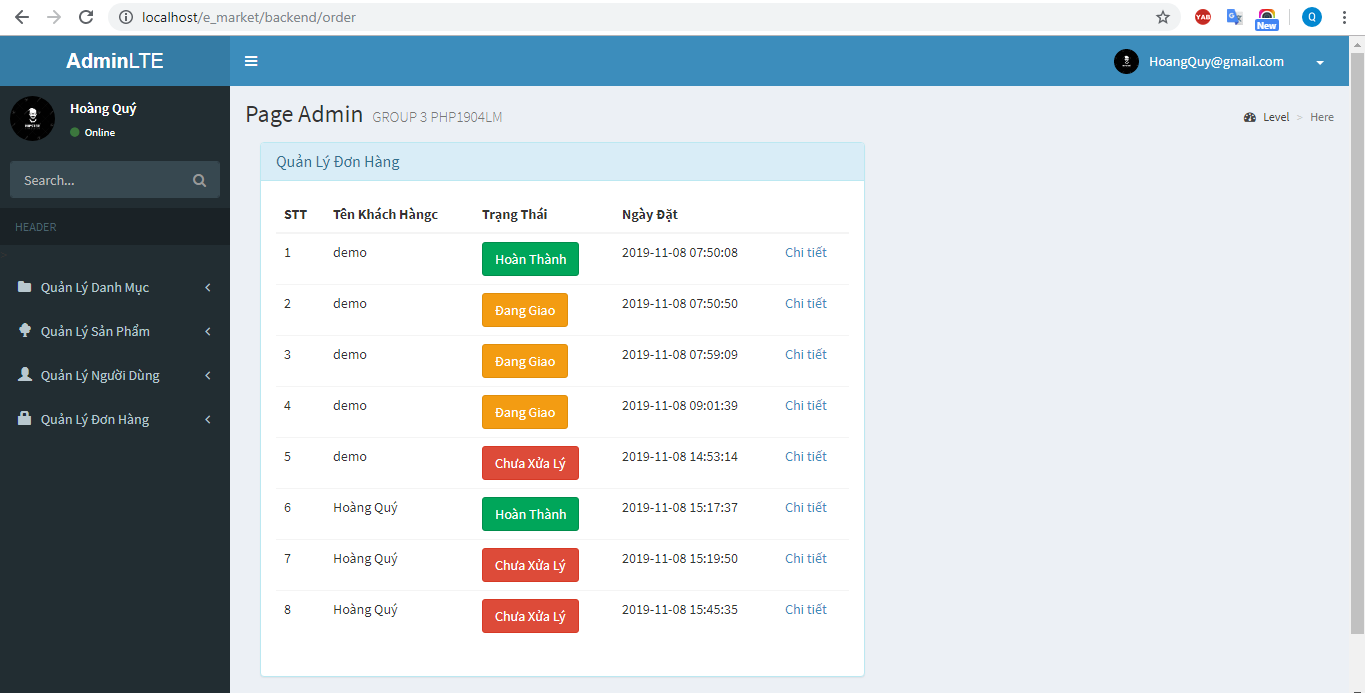 localhost/e_market/backend/order
YAB
G
New
Q
AdminLTE
HoangQuy@gmail.com
Hoàng Quý
Online
Page Admin GROUP 3 PHP1904LM
Level > Here
Search...
HEADER
Quản Lý Danh Mục
Quản Lý Sản Phẩm
Quản Lý Người Dùng
Quản Lý Đơn Hàng
Quản Lý Đơn Hàng
STT Tên Khách Hàngc Trạng Thái Ngày Đặt
1 demo Hoàn Thành 2019-11-08 07:50:08 Chi tiết
2 demo Đang Giao 2019-11-08 07:50:50 Chi tiết
3 demo Đang Giao 2019-11-08 07:59:09 Chi tiết
4 demo Đang Giao 2019-11-08 09:01:39 Chi tiết
5 demo Chưa Xửa Lý 2019-11-08 14:53:14 Chi tiết
6 Hoàng Quý Hoàn Thành 2019-11-08 15:17:37 Chi tiết
7 Hoàng Quý Chưa Xửa Lý 2019-11-08 15:19:50 Chi tiết
8 Hoàng Quý Chưa Xửa Lý 2019-11-08 15:45:35 Chi tiết